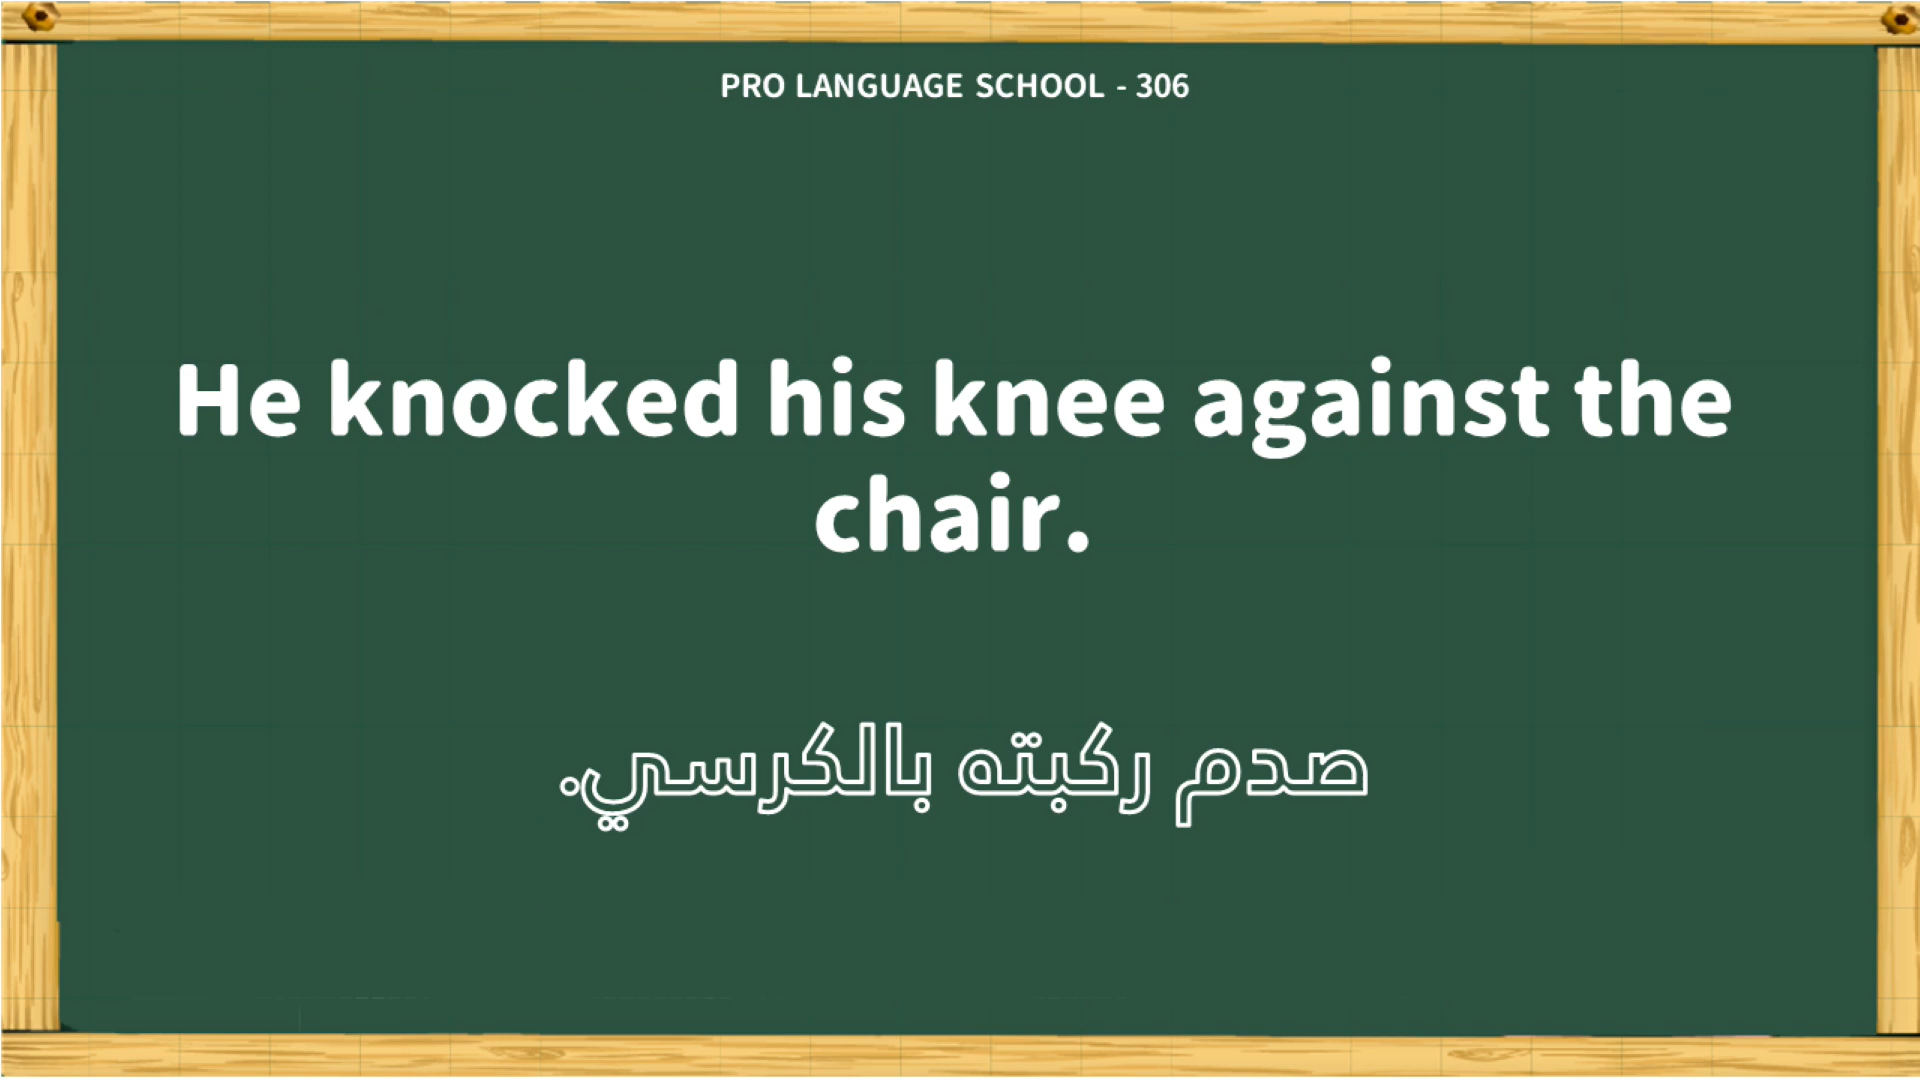 PRO LANGUAGE SCHOOL - 306
He knocked his knee against the
chair.
صدم ركبته بالكرسي.